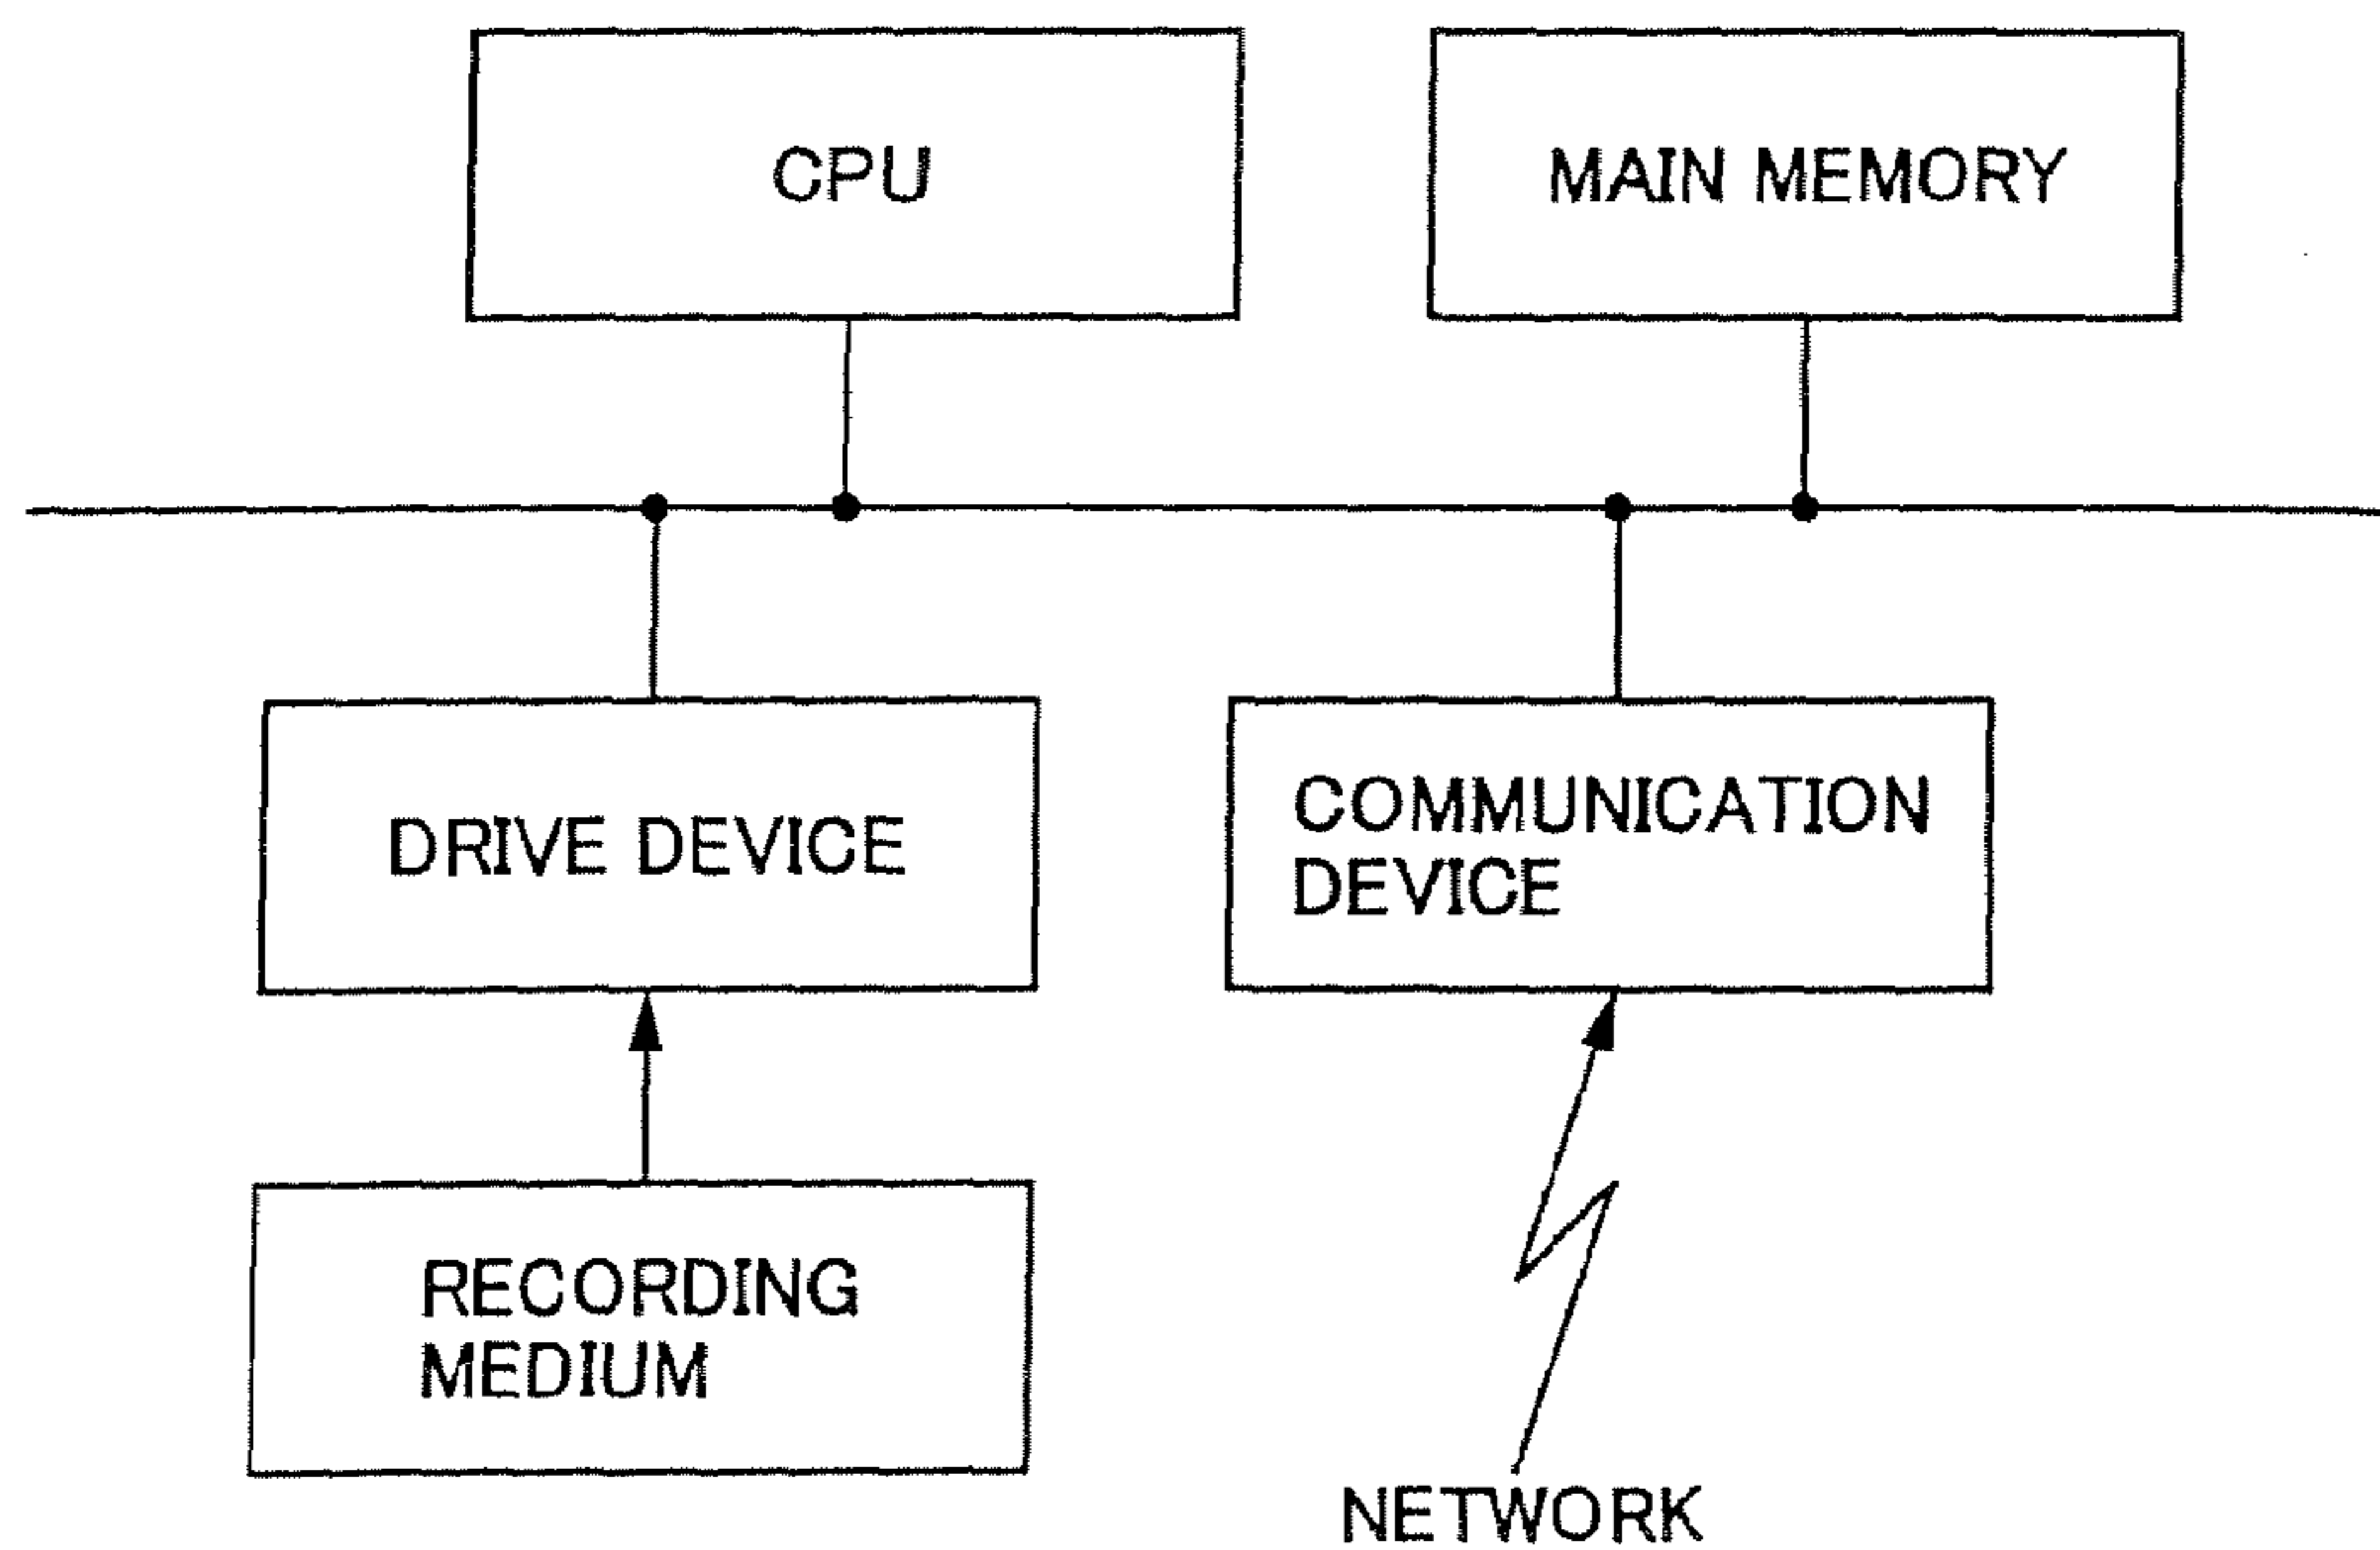 CPU
MAIN MEMORY
DRIVE DEVICE
COMMUNICATION
DEVICE
RECORDING
MEDIUM
NETWORK